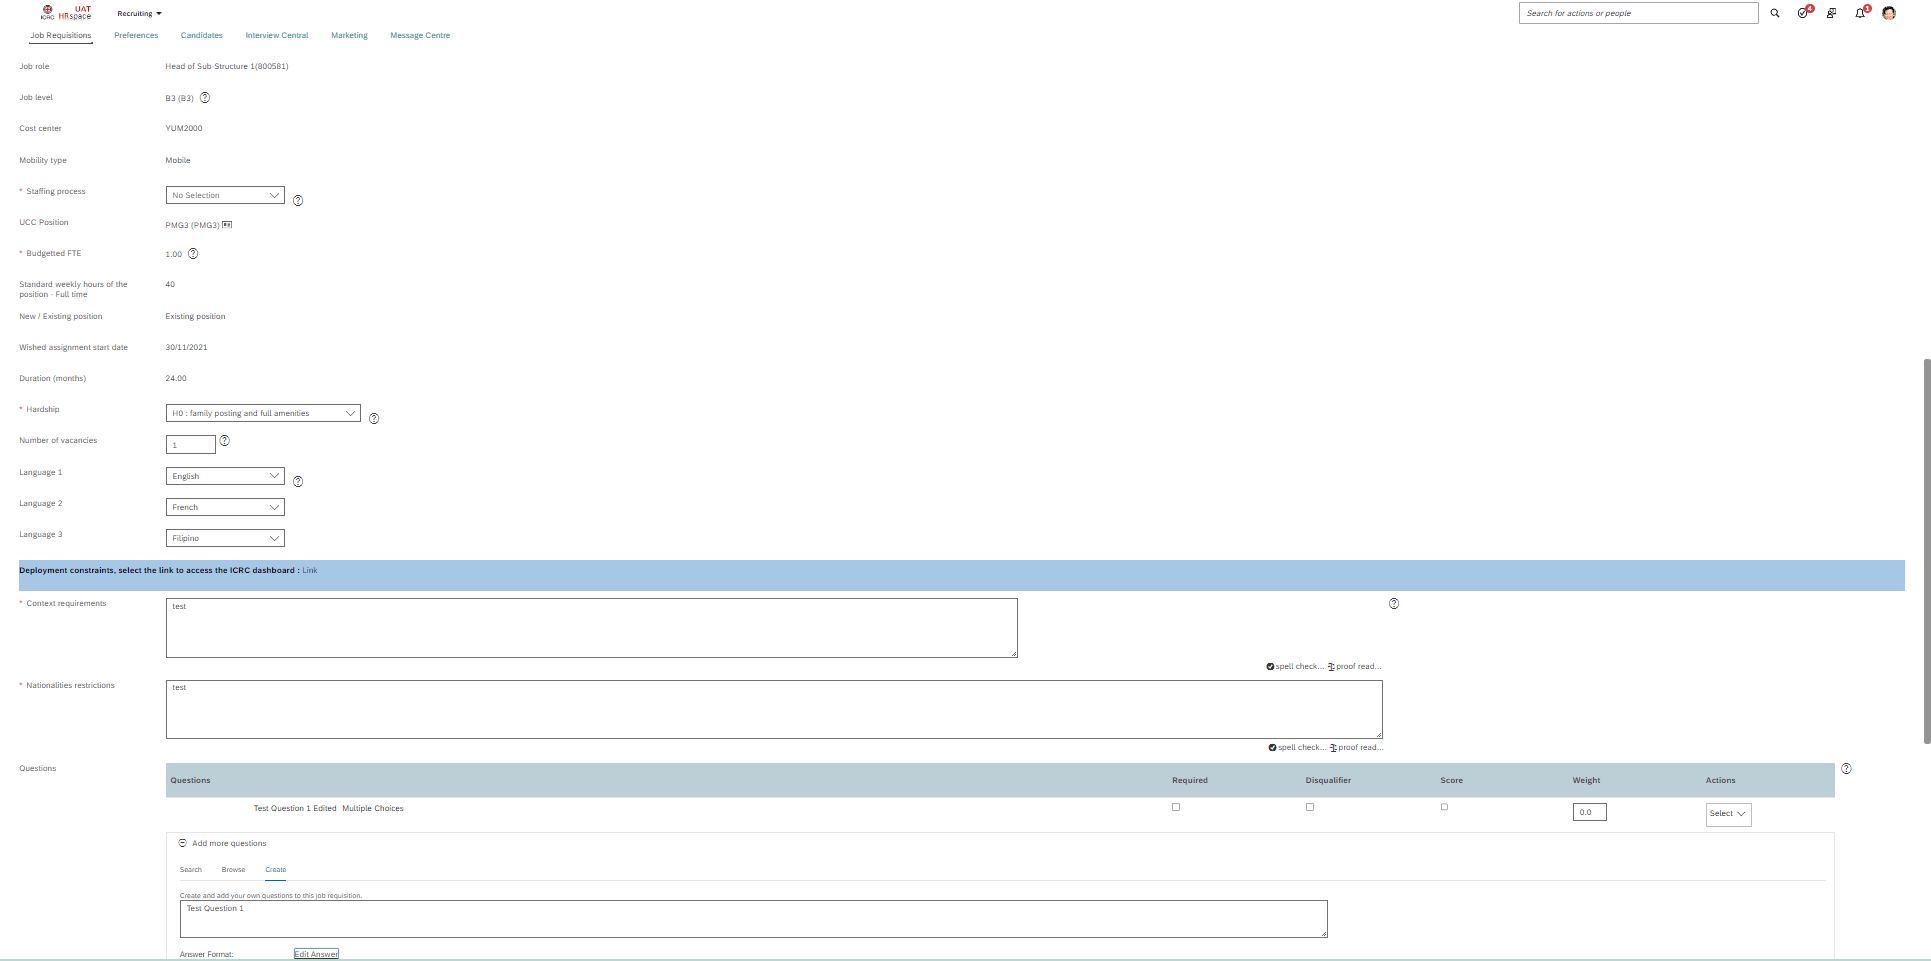 ICRC
UAT
HRspace
Recruiting
Search for actions or people
4
1
Job Requisitions Preferences Candidates Interview Central Marketing Message Centre
Job role Head of Sub-Structure 1(800581)
Job level B3 (B3) ?
Cost center YUM2000
Mobility type Mobile
* Staffing process No Selection ?
UCC Position PMG3 (PMG3)
* Budgetted FTE 1.00 ?
Standard weekly hours of the 40
position - Full time
New / Existing position Existing position
Wished assignment start date 30/11/2021
Duration (months) 24.00
* Hardship H0 : family posting and full amenities ?
Number of vacancies 1 ?
Language 1 English ?
Language 2 French
Language 3 Filipino
Deployment constraints, select the link to access the ICRC dashboard : Link
* Context requirements test ?
spell check... proof read...
* Nationalities restrictions test
spell check... proof read...
Questions ?
Questions Required Disqualifier Score Weight Actions
Test Question 1 Edited Multiple Choices 0.0 Select
Add more questions
Search Browse Create
Create and add your own questions to this job requisition.
Test Question 1
Answer Format: Edit Answer